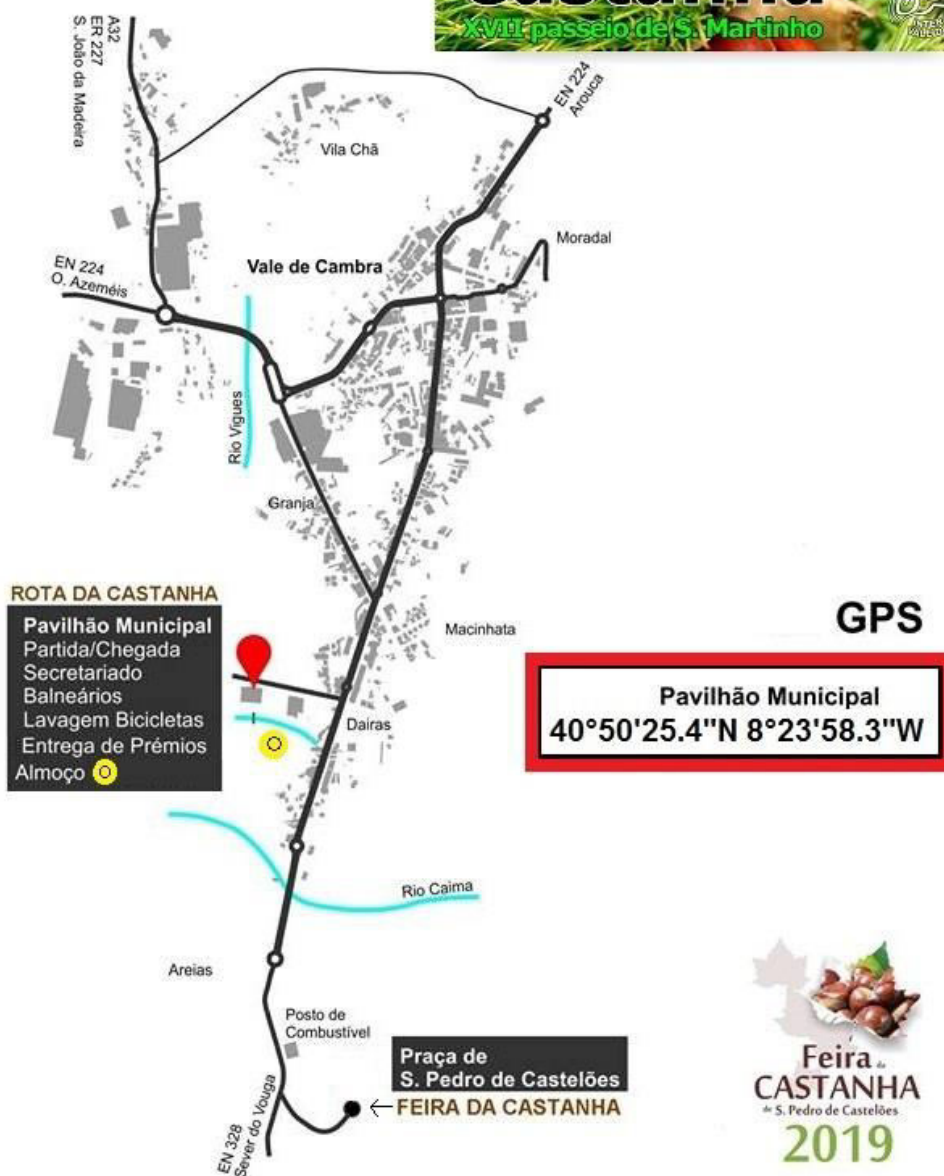 XVII passeio de S. Martinho
A32
ER 227
S. João da Madeira
EN 224
Arouca
Vila Chã
Moradal
EN 224
O. Azeméis
Vale de Cambra
Rio Vigues
Granja
ROTA DA CASTANHA
Pavilhão Municipal
Partida/Chegada
Secretariado
Balneários
Lavagem Bicicletas
Entrega de Prémios
Almoço
Macinhata
GPS
Pavilhão Municipal
40°50'25.4"N 8°23'58.3"W
Dairas
Rio Caima
Areias
Posto de
Combustível
Praça de
S. Pedro de Castelões
FEIRA DA CASTANHA
EN 328
Sever do Vouga
Feira da
CASTANHA
de S. Pedro de Castelões
2019